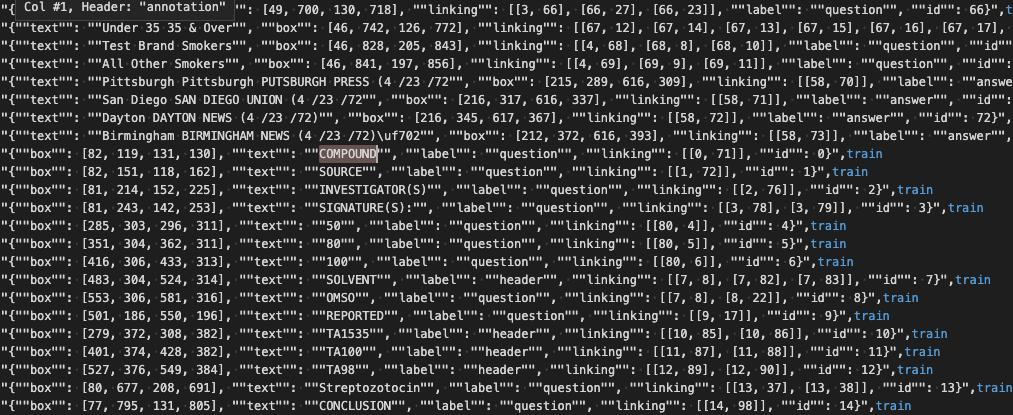 Col #1, Header: "annotation"
"": [49, 700, 130, 718], ""linking"": [[3, 66], [66, 27], [66, 23]], ""label"": ""question"", ""id"": 66}",
"{""text"": ""Under 35 35 & Over"", ""box"": [46, 742, 126, 772], ""linking"": [[67, 12], [67, 14], [67, 13], [67, 15], [67, 16], [67, 17],
"{""text"": ""Test Brand Smokers"", ""box"": [46, 828, 205, 843], ""linking"": [[4, 68], [68, 8], [68, 10]], ""label"": ""question"", ""id""
"{""text"": ""All Other Smokers"", ""box"": [46, 841, 197, 856], ""linking"": [[4, 69], [69, 9], [69, 11]], ""label"": ""question"", ""id"":
"{""text"": ""Pittsburgh Pittsburgh PUTSBURGH PRESS (4 /23 /72"", ""box"": [215, 289, 616, 309], ""linking"": [[58, 70]], ""label"": ""answe
"{""text"": ""San Diego SAN DIEGO UNION (4 /23 /72"", ""box"": [216, 317, 616, 337], ""linking"": [[58, 71]], ""label"": ""answer"", ""id"
"{""text"": ""Dayton DAYTON NEWS (4 /23 /72)"", ""box"": [216, 345, 617, 367], ""linking"": [[58, 72]], ""label"": ""answer"", ""id"": 72}",
"{""text"": ""Birmingham BIRMINGHAM NEWS (4 /23 /72)\uf702"", ""box"": [212, 372, 616, 393], ""linking"": [[58, 73]], ""label"": ""answer"",
"{""box"": [82, 119, 131, 130], ""text"": ""COMPOUND"", ""label"": ""question"", ""linking"": [[0, 71]], ""id"": 0}",train
"{""box"": [82, 151, 118, 162], ""text"": ""SOURCE"", ""label"": ""question"", ""linking"": [[1, 72]], ""id"": 1}",train
"{""box"": [81, 214, 152, 225], ""text"": ""INVESTIGATOR(S)"", ""label"": ""question"", ""linking"": [[2, 76]], ""id"": 2}",train
"{""box"": [81, 243, 142, 253], ""text"": ""SIGNATURE(S):"", ""label"": ""question"", ""linking"": [[3, 78], [3, 79]], ""id"": 3}",train
"{""box"": [285, 303, 296, 311], ""text"": ""50"", ""label"": ""question"", ""linking"": [[80, 4]], ""id"": 4}",train
"{""box"": [351, 304, 362, 311], ""text"": ""80"", ""label"": ""question"", ""linking"": [[80, 5]], ""id"": 5}",train
"{""box"": [416, 306, 433, 313], ""text"": ""100"", ""label"": ""question"", ""linking"": [[80, 6]], ""id"": 6}",train
"{""box"": [483, 304, 524, 314], ""text"": ""SOLVENT"", ""label"": ""header"", ""linking"": [[7, 8], [7, 82], [7, 83]], ""id"": 7}",train
"{""box"": [553, 306, 581, 316], ""text"": ""OMSO"", ""label"": ""question"", ""linking"": [[7, 8], [8, 22]], ""id"": 8}",train
"{""box"": [501, 186, 550, 196], ""text"": ""REPORTED"", ""label"": ""question"", ""linking"": [[9, 17]], ""id"": 9}",train
"{""box"": [279, 372, 308, 382], ""text"": ""TA1535"", ""label"": ""header"", ""linking"": [[10, 85], [10, 86]], ""id"": 10}",train
"{""box"": [401, 374, 428, 382], ""text"": ""TA100"", ""label"": ""header"", ""linking"": [[11, 87], [11, 88]], ""id"": 11}",train
"{""box"": [527, 376, 549, 384], ""text"": ""TA98"", ""label"": ""header"", ""linking"": [[12, 89], [12, 90]], ""id"": 12}",train
"{""box"": [80, 677, 208, 691], ""text"": ""Streptozotocin"", ""label"": ""question"", ""linking"": [[13, 37], [13, 38]], ""id"": 13}",train
"{""box"": [77, 795, 131, 805], ""text"": ""CONCLUSION"", ""label"": ""question"", ""linking"": [[14, 98]], ""id"": 14}",train